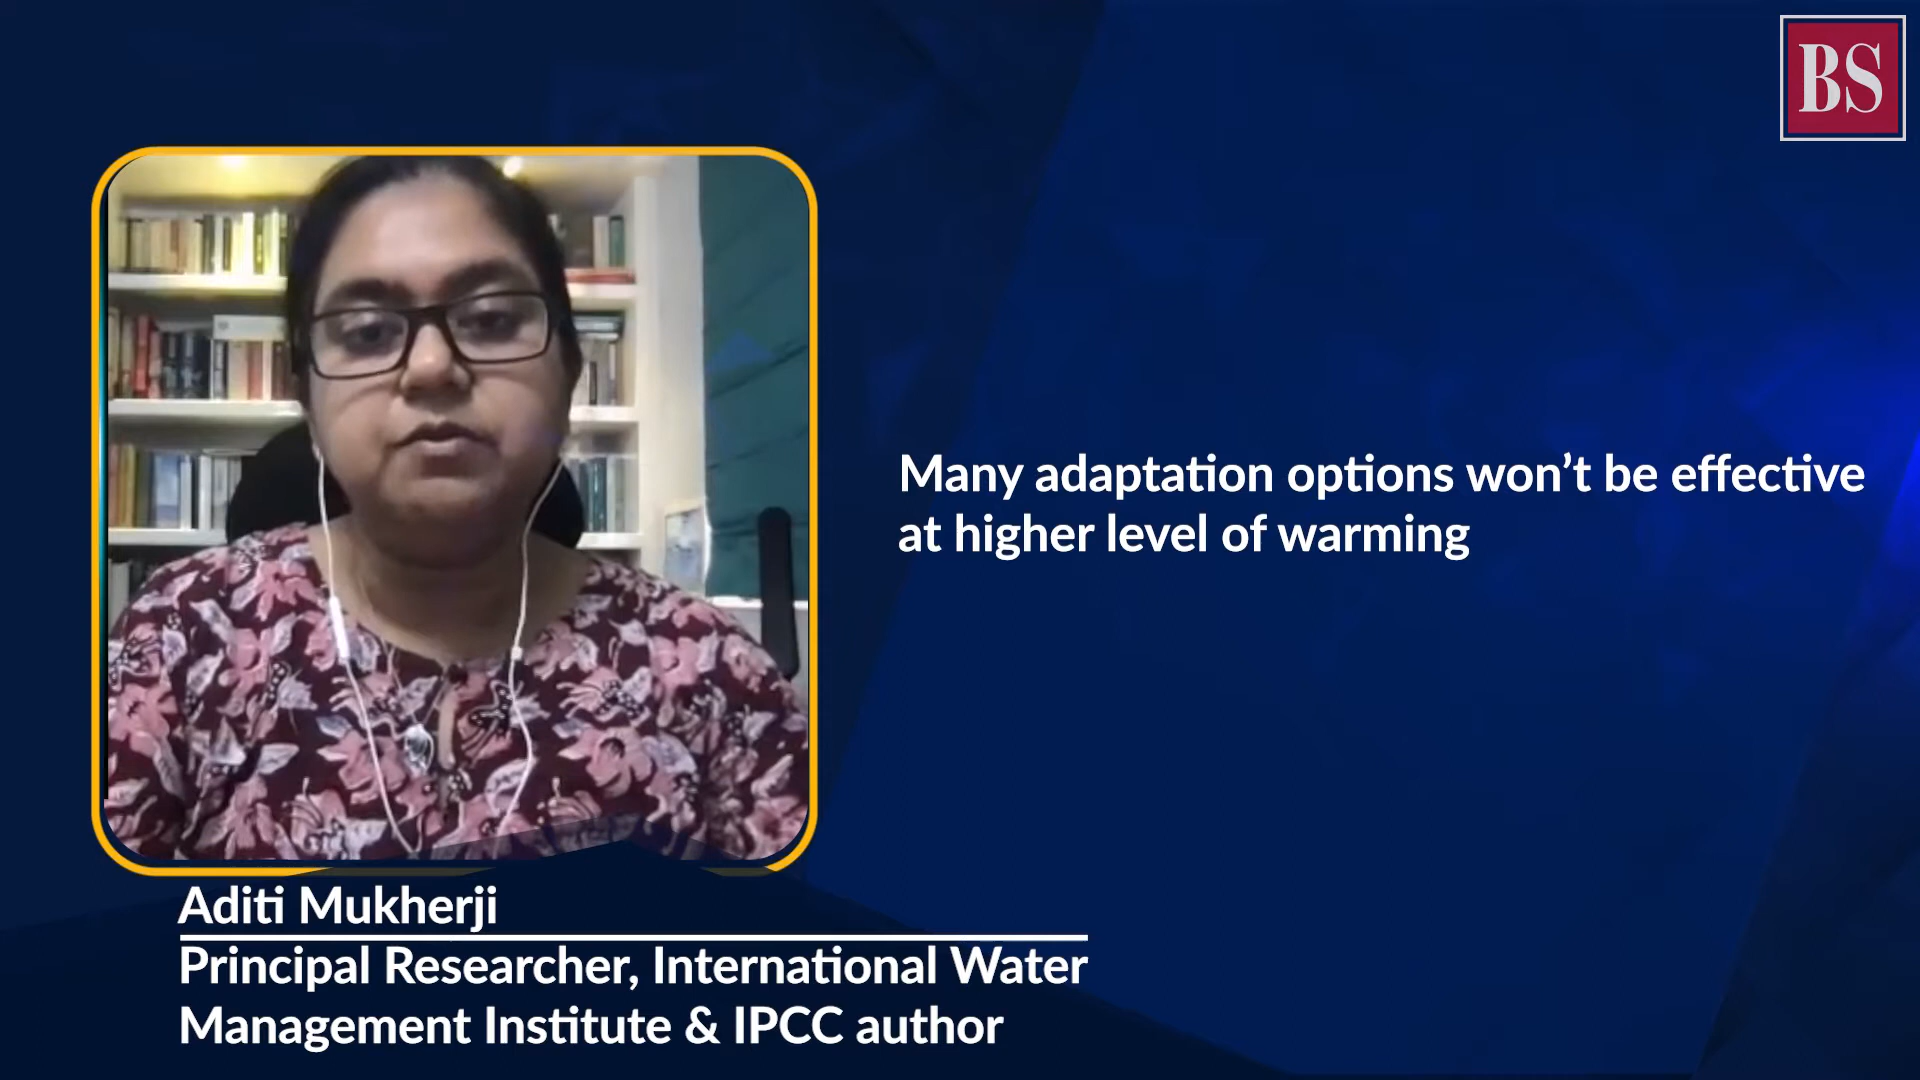 BS
Many adaptation options won’t be effective
at higher level of warming
Aditi Mukherji
Principal Researcher, International Water
Management Institute & IPCC author